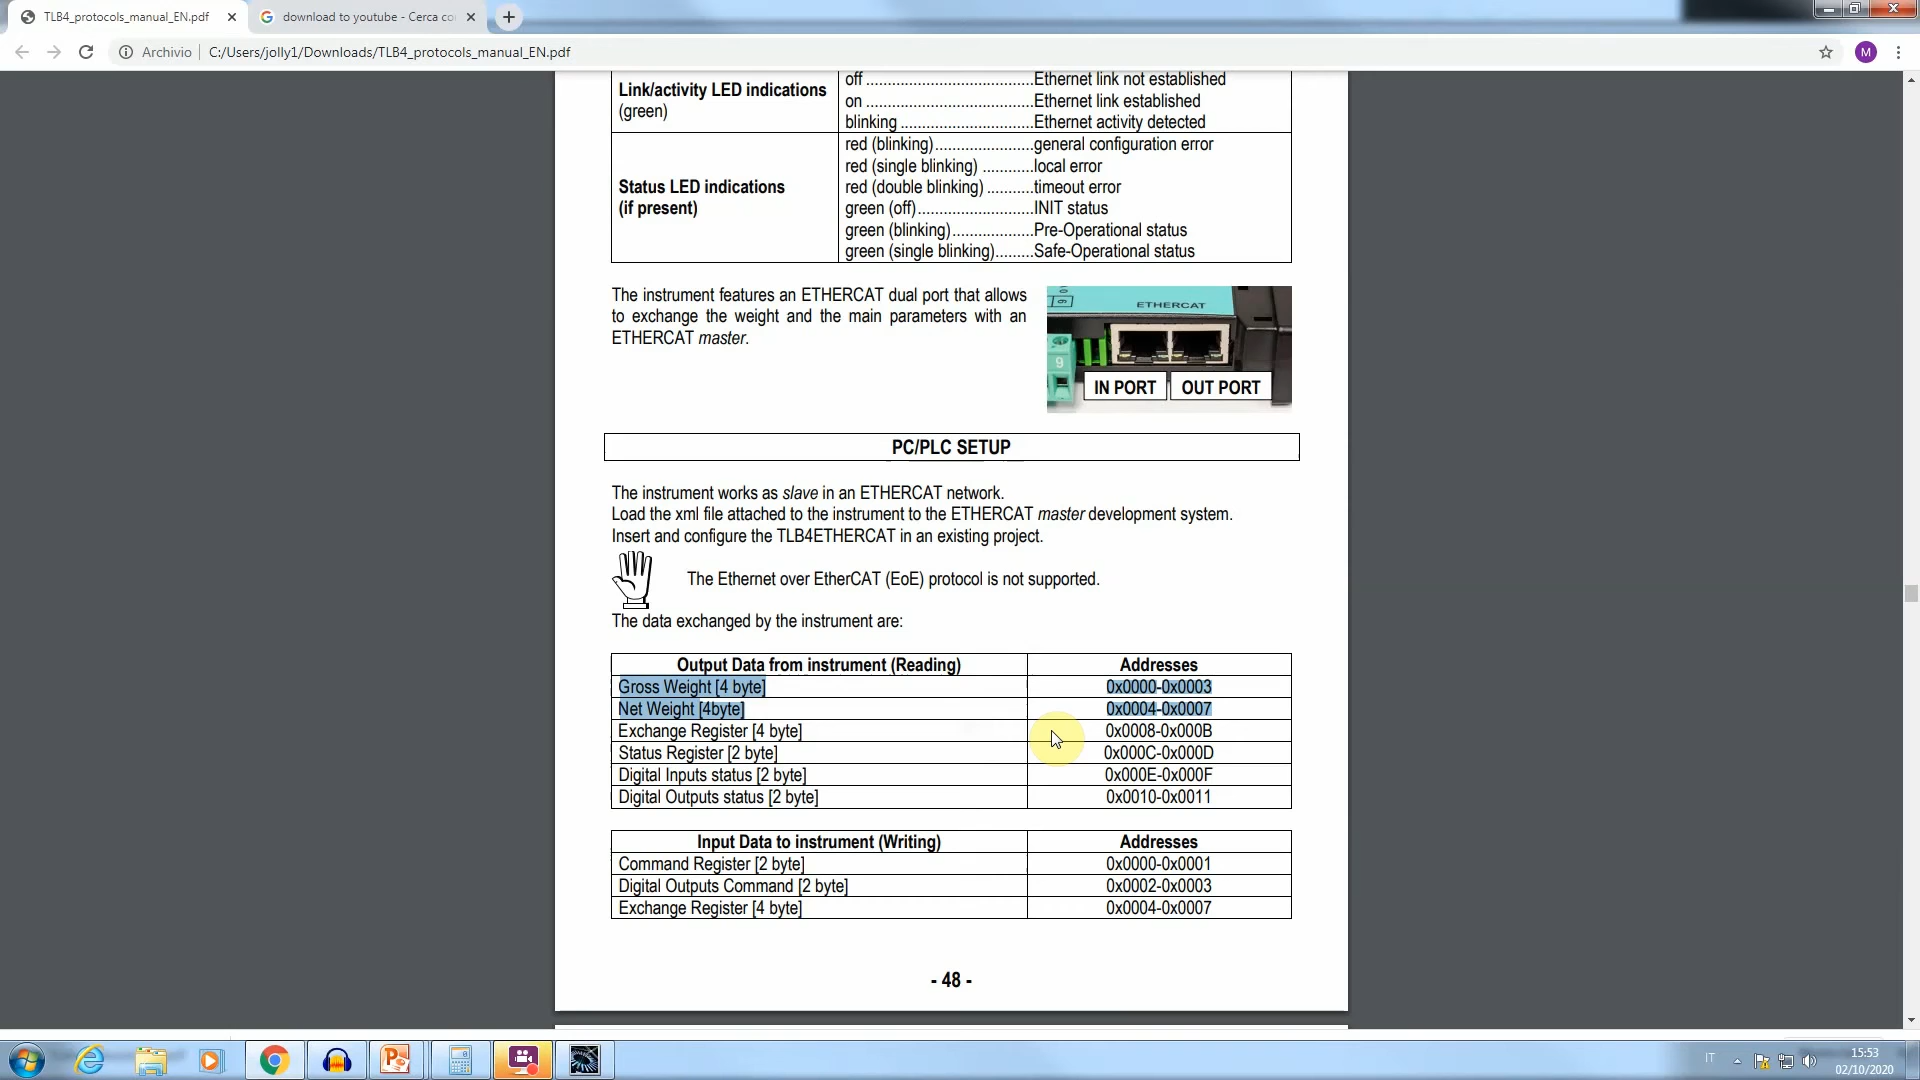 TLB4_protocols_manual_EN.pdf
download to youtube - Cerca co
Archivio
C:/Users/jolly1/Downloads/TLB4_protocols_manual_EN.pdf
M
Link/activity LED indications
(green)
off ........................................Ethernet link not established
on ........................................Ethernet link established
blinking ...............................Ethernet activity detected
Status LED indications
(if present)
red (blinking).......................general configuration error
red (single blinking) ............local error
red (double blinking) ...........timeout error
green (off)...........................INIT status
green (blinking)...................Pre-Operational status
green (single blinking).........Safe-Operational status
The instrument features an ETHERCAT dual port that allows
to exchange the weight and the main parameters with an
ETHERCAT master.
ETHERCAT
9
IN PORT
OUT PORT
PC/PLC SETUP
The instrument works as slave in an ETHERCAT network.
Load the xml file attached to the instrument to the ETHERCAT master development system.
Insert and configure the TLB4ETHERCAT in an existing project.
The Ethernet over EtherCAT (EoE) protocol is not supported.
The data exchanged by the instrument are:
Output Data from instrument (Reading) Addresses
Gross Weight [4 byte] 0x0000-0x0003
Net Weight [4byte] 0x0004-0x0007
Exchange Register [4 byte] 0x0008-0x000B
Status Register [2 byte] 0x000C-0x000D
Digital Inputs status [2 byte] 0x000E-0x000F
Digital Outputs status [2 byte] 0x0010-0x0011
Input Data to instrument (Writing) Addresses
Command Register [2 byte] 0x0000-0x0001
Digital Outputs Command [2 byte] 0x0002-0x0003
Exchange Register [4 byte] 0x0004-0x0007
- 48 -
IT
15:53
02/10/2020